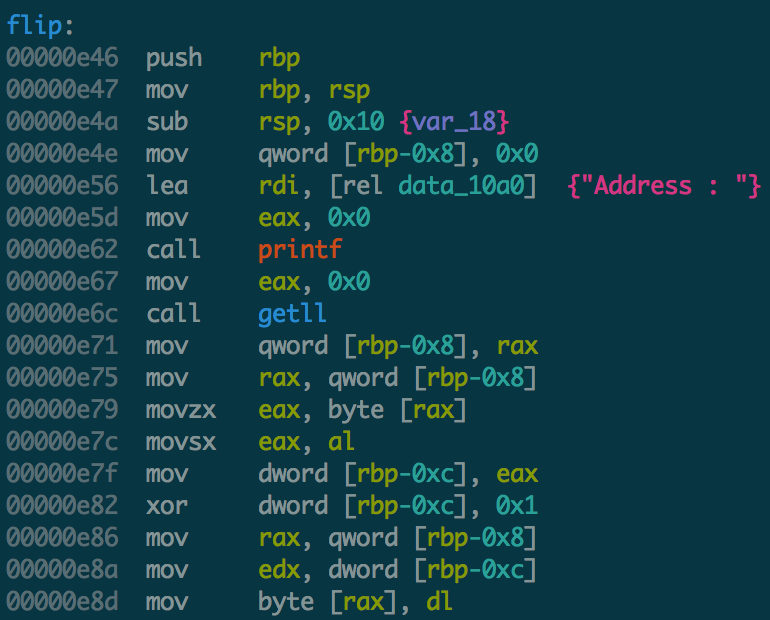 flip:
00000e46 push rbp
00000e47 mov rbp, rsp
00000e4a sub rsp, 0x10 {var_18}
00000e4e mov qword [rbp-0x8], 0x0
00000e56 lea rdi, [rel data_10a0] {"Address : "}
00000e5d mov eax, 0x0
00000e62 call printf
00000e67 mov eax, 0x0
00000e6c call getll
00000e71 mov qword [rbp-0x8], rax
00000e75 mov rax, qword [rbp-0x8]
00000e79 movzx eax, byte [rax]
00000e7c movsx eax, al
00000e7f mov dword [rbp-0xc], eax
00000e82 xor dword [rbp-0xc], 0x1
00000e86 mov rax, qword [rbp-0x8]
00000e8a mov edx, dword [rbp-0xc]
00000e8d mov byte [rax], dl